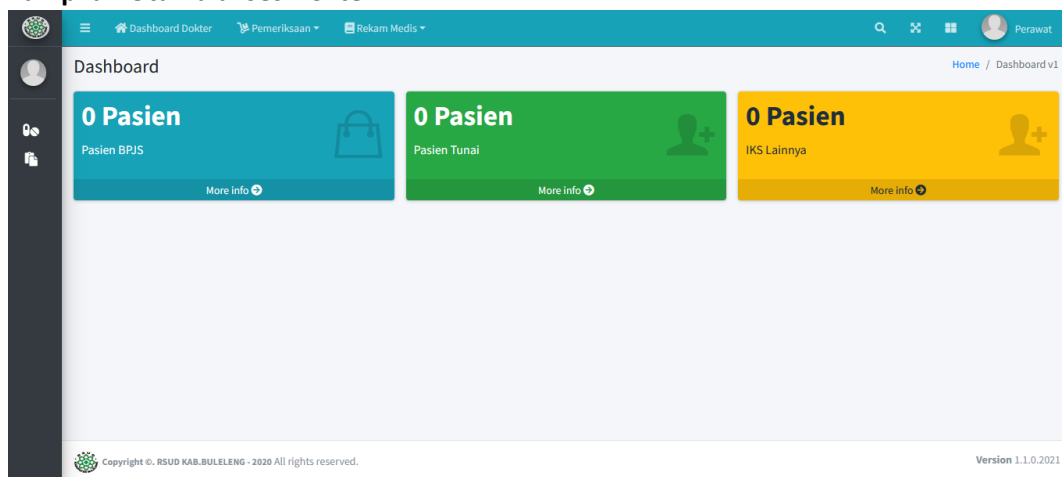 Dashboard Dokter Pemeriksaan Rekam Medis Perawat
Dashboard
Home / Dashboard v1
0 Pasien
Pasien BPJS
More info
0 Pasien
Pasien Tunai
More info
0 Pasien
IKS Lainnya
More info
Copyright ©. RSUD KAB.BULELENG - 2020 All rights reserved.
Version 1.1.0.2021